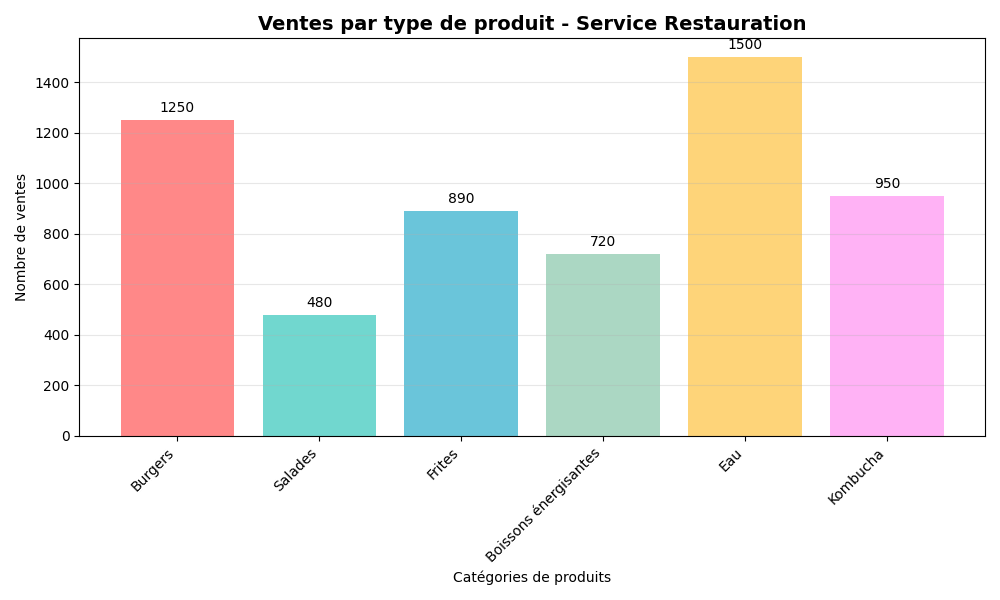 Ventes par type de produit - Service Restauration
Nombre de ventes
1400
1200
1000
800
600
400
200
0
1250
480
890
720
1500
950
Burgers
Salades
Frites
Boissons énergisantes
Eau
Kombucha
Catégories de produits